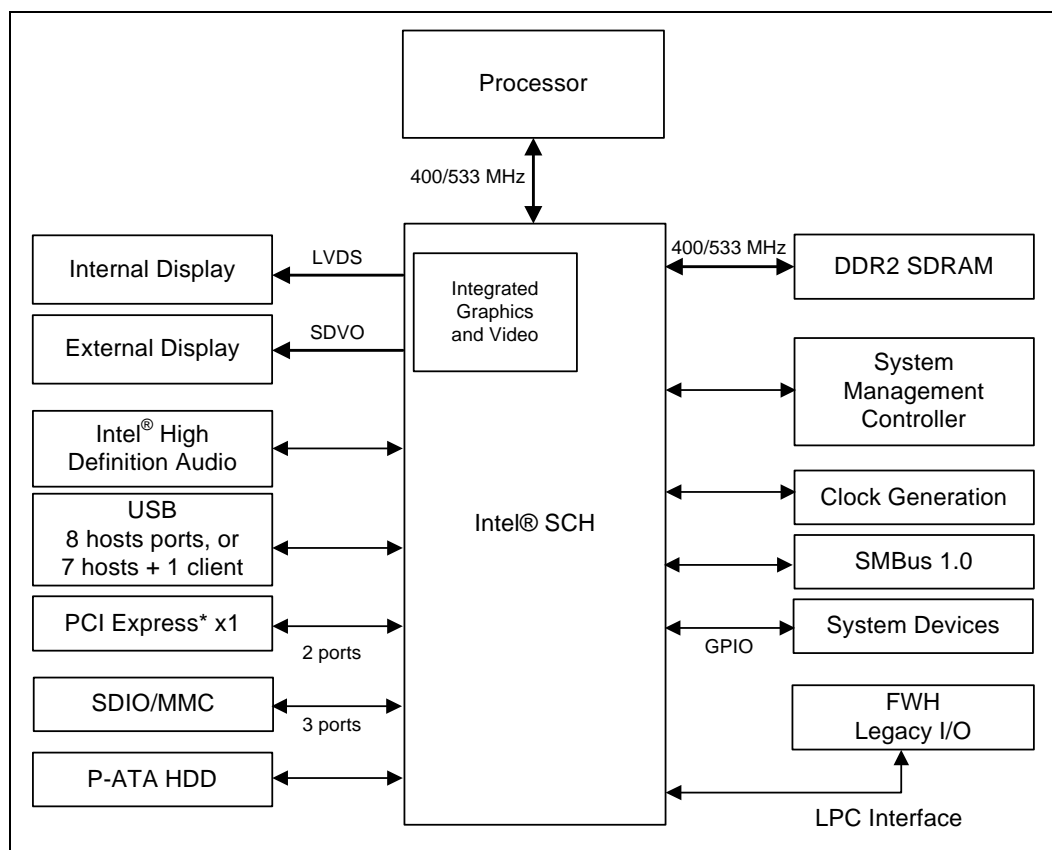 Processor
400/533 MHz
Internal Display
LVDS
External Display
SDVO
Integrated
Graphics
and Video
400/533 MHz
DDR2 SDRAM
System
Management
Controller
Intel® High
Definition Audio
USB
8 hosts ports, or
7 hosts + 1 client
Intel® SCH
Clock Generation
SMBus 1.0
PCI Express* x1
2 ports
GPIO
System Devices
SDIO/MMC
3 ports
FWH
Legacy I/O
P-ATA HDD
LPC Interface